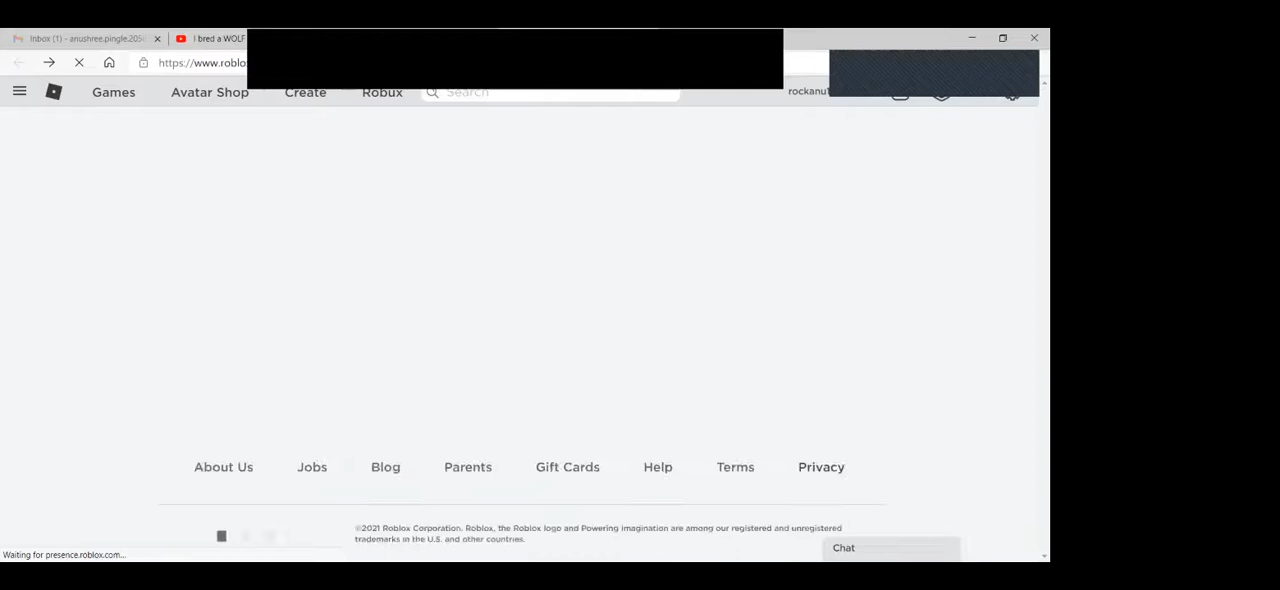 Inbox (1) - anushree.pingle.205
I bred a WOLF
https://www.roblo
Games Avatar Shop Create Robux Search
About Us Jobs Blog Parents Gift Cards Help Terms Privacy
©2021 Roblox Corporation. Roblox, the Roblox logo and Powering imagination are among our registered and unregistered
trademarks in the U.S. and other countries.
Chat
Waiting for presence.roblox.com...